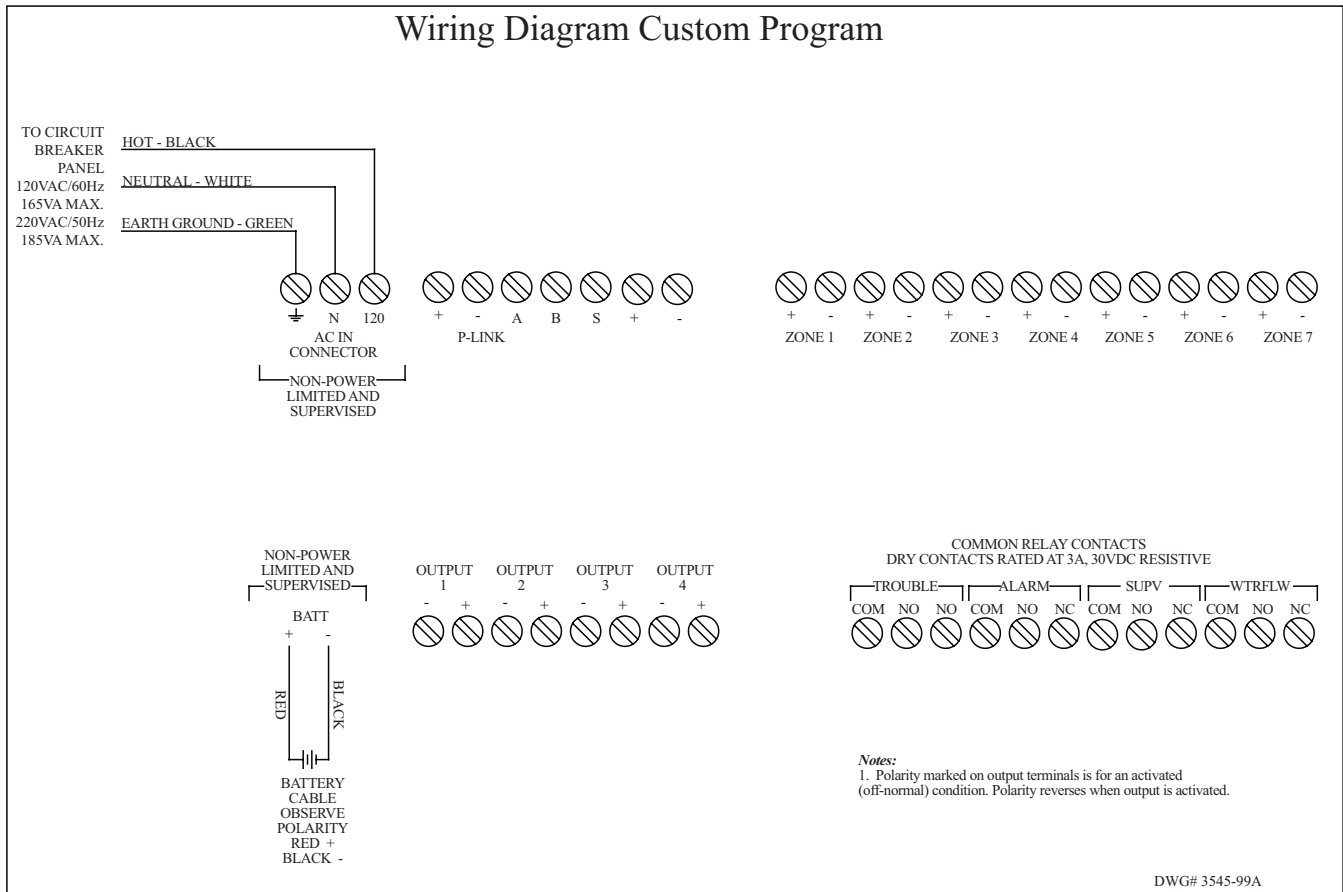 Wiring Diagram Custom Program
TO CIRCUIT
BREAKER
PANEL
120VAC/60Hz
165VA MAX.
220VAC/50Hz
185VA MAX.
HOT - BLACK
NEUTRAL - WHITE
EARTH GROUND - GREEN
N 120
AC IN
CONNECTOR
NON-POWER
LIMITED AND
SUPERVISED
+ - A B S + -
P-LINK
+ - + - + - + - + - + - + -
ZONE 1 ZONE 2 ZONE 3 ZONE 4 ZONE 5 ZONE 6 ZONE 7
NON-POWER
LIMITED AND
SUPERVISED
BATT
+ -
RED
BLACK
BATTERY
CABLE
OBSERVE
POLARITY
RED +
BLACK -
OUTPUT OUTPUT OUTPUT OUTPUT
1 2 3 4
- + - + - + - +
COMMON RELAY CONTACTS
DRY CONTACTS RATED AT 3A, 30VDC RESISTIVE
TROUBLE ALARM SUPV WTRFLW
COM NO NO COM NO NC COM NO NC COM NO NC
Notes:
1. Polarity marked on output terminals is for an activated
(off-normal) condition. Polarity reverses when output is activated.
DWG# 3545-99A